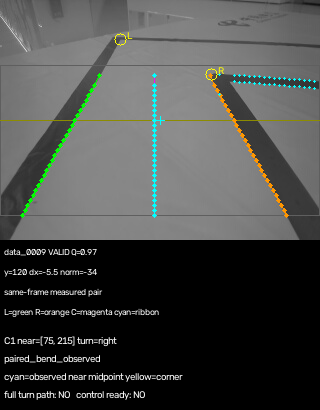 L
R
data_0009 VALID Q=0.97
y=120 dx=-5.5 norm=-34
same-frame measured pair
L=green R=orange C=magenta cyan=ribbon
C1 near=[75, 215] turn=right
paired_bend_observed
cyan=observed near midpoint yellow=corner
full turn path: NO control ready: NO